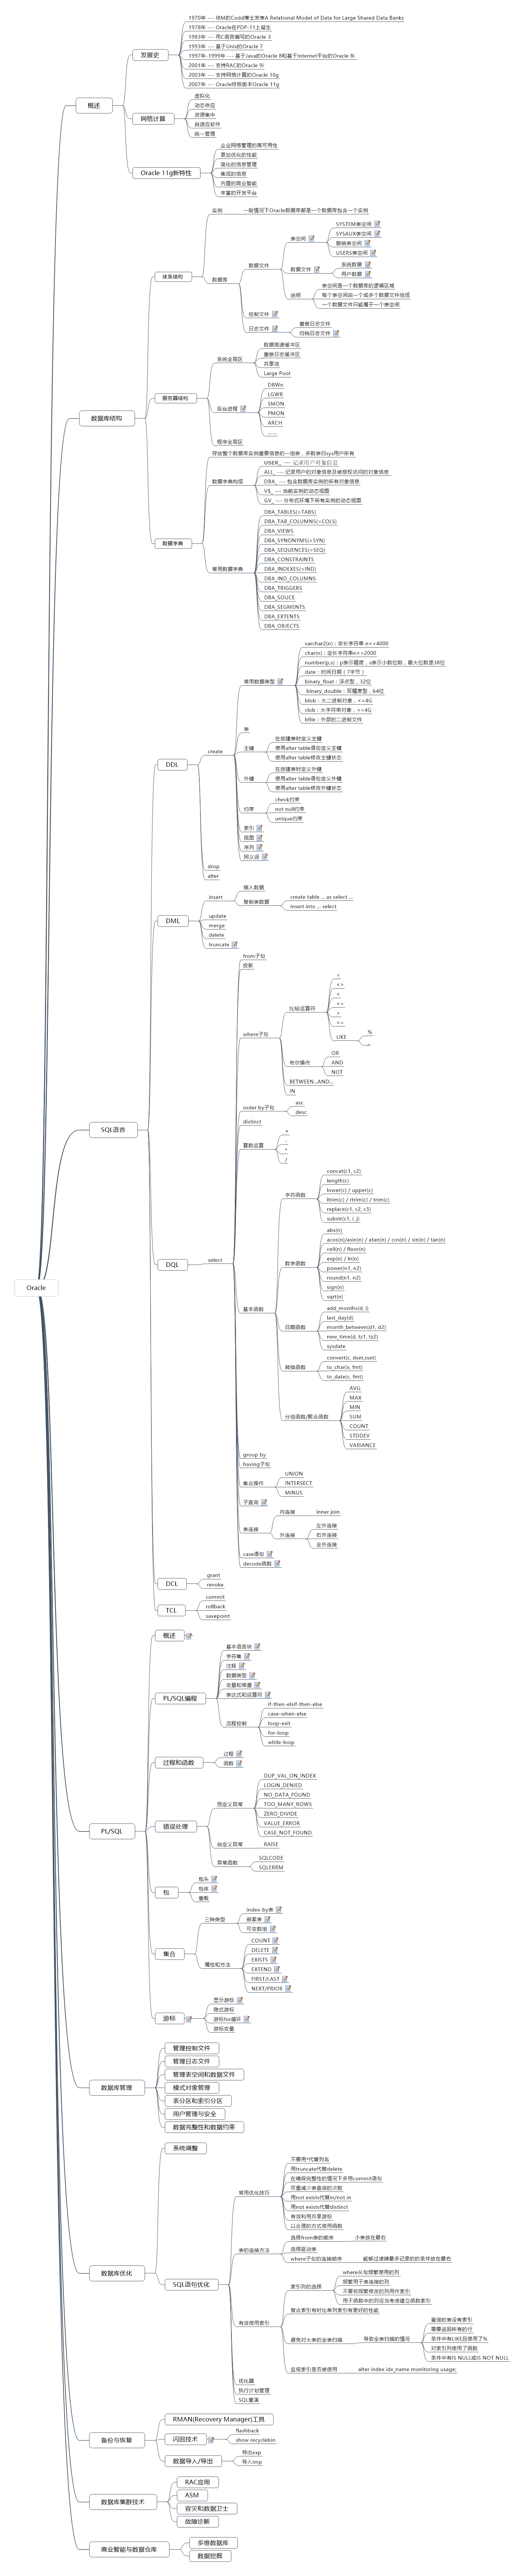 Oracle
概述
发展史
1970年 --- IBM的Codd博士发表A Relational Model of Data for Large Shared Data Banks
1978年 --- Oracle在PDP-11上诞生
1983年 --- 用C语言编写的Oracle 3
1993年 --- 基于Unix的Oracle 7
1997年-1999年 --- 基于Java的Oracle 8和基于Internet平台的Oracle 8i
2001年 --- 支持RAC的Oracle 9i
2003年 --- 支持网格计算的Oracle 10g
2007年 --- Oracle终极版本Oracle 11g
网格计算
虚拟化
动态供应
资源集中
自适应软件
统一管理
Oracle 11g新特性
企业网格管理的高可用性
更加优化的性能
简化的信息管理
集成的信息
内置的商业智能
丰富的开发平台
数据库结构
体系结构
实例
一般情况下Oracle数据库都是一个数据库包含一个实例
数据库
数据文件
表空间
SYSTEM表空间
SYSAUX表空间
撤销表空间
USERS表空间
数据文件
系统数据
用户数据
说明
表空间是一个数据库的逻辑区域
每个表空间由一个或多个数据文件组成
一个数据文件只能属于一个表空间
控制文件
日志文件
重做日志文件
归档日志文件
服务器结构
系统全局区
数据高速缓冲区
重做日志缓冲区
共享池
Large Pool
后台进程
DBWn
LGWR
SMON
PMON
ARCH
... ...
程序全局区
数据字典
存放整个数据库实例重要信息的一组表，多数表归sys用户所有
数据字典构成
USER_ --- 记录用户对象信息
ALL_ --- 记录用户的对象信息及被授权访问的对象信息
DBA_ --- 包含数据库实例的所有对象信息
V$_ --- 当前实例的动态视图
GV_ --- 分布式环境下所有实例的动态视图
常用数据字典
DBA_TABLES(=TABS)
DBA_TAB_COLUMNS(=COLS)
DBA_VIEWS
DBA_SYNONYMS(=SYN)
DBA_SEQUENCES(=SEQ)
DBA_CONSTRAINTS
DBA_INDEXES(=IND)
DBA_IND_COLUMNS
DBA_TRIGGERS
DBA_SOUCE
DBA_SEGMENTS
DBA_EXTENTS
DBA_OBJECTS
SQL语言
DDL
create
常用数据类型
varchar2(n)：变长字符串 n<=4000
char(n)：定长字符串n<=2000
number(p,s)：p表示精度，s表示小数位数，最大位数是38位
date：时间日期（7字节）
binary_float：浮点型，32位
binary_double：双精度型，64位
blob：大二进制对象，<=4G
clob：大字符串对象，<=4G
bfile：外部的二进制文件
表
主键
在创建表时定义主键
使用alter table语句定义主键
使用alter table修改主键状态
外键
在创建表时定义外键
使用alter table语句定义外键
使用alter table修改外键状态
约束
check约束
not null约束
unique约束
索引
视图
序列
同义词
drop
alter
DML
insert
插入数据
复制表数据
create table ... as select ...
insert into ... select
update
merge
delete
truncate
DQL
select
from子句
投影
where子句
比较运算符
=
<>
<
<=
>
>=
LIKE
%
_
布尔操作
OR
AND
NOT
BETWEEN...AND...
IN
order by子句
asc
desc
distinct
算数运算
+
-
*
/
基本函数
字符函数
concat(c1, c2)
length(c)
lower(c) / upper(c)
ltrim(c) / rtrim(c) / trim(c)
replace(c1, c2, c3)
substr(c1, i, j)
数学函数
abs(n)
acos(n)/asin(n) / atan(n) / cos(n) / sin(n) / tan(n)
ceil(n) / floor(n)
exp(n) / ln(n)
power(n1, n2)
round(n1, n2)
sign(n)
sqrt(n)
日期函数
add_months(d, i)
last_day(d)
month_between(d1, d2)
new_time(d, tz1, tz2)
sysdate
转换函数
convert(c, dset,sset)
to_char(x, fmt)
to_date(c, fmt)
分组函数/聚合函数
AVG
MAX
MIN
SUM
COUNT
STDDEV
VARIANCE
group by
having子句
集合操作
UNION
INTERSECT
MINUS
子查询
表连接
内连接
inner join
外连接
左外连接
右外连接
全外连接
case语句
decode函数
DCL
grant
revoke
TCL
commit
rollback
savepoint
PL/SQL
概述
PL/SQL编程
基本语言块
字符集
注释
数据类型
变量和常量
表达式和运算符
流程控制
if-then-elsif-then-else
case-when-else
loop-exit
for-loop
while-loop
过程和函数
过程
函数
错误处理
预定义异常
DUP_VAL_ON_INDEX
LOGIN_DENIED
NO_DATA_FOUND
TOO_MANY_ROWS
ZERO_DIVIDE
VALUE_ERROR
CASE_NOT_FOUND
自定义异常
RAISE
异常函数
SQLCODE
SQLERRM
包
包头
包体
重载
集合
三种类型
index-by表
嵌套表
可变数组
属性和方法
COUNT
DELETE
EXISTS
EXTEND
FIRST/LAST
NEXT/PRIOR
游标
显示游标
隐式游标
游标for循环
游标变量
数据库管理
管理控制文件
管理日志文件
管理表空间和数据文件
模式对象管理
表分区和索引分区
用户管理与安全
数据完整性和数据约束
数据库优化
系统调整
SQL语句优化
常用优化技巧
不要用*代替列名
用truncate代替delete
在确保完整性的情况下多用commit语句
尽量减少表查询的次数
用not exists代替in/not in
用not exists代替distinct
有效利用共享游标
以合理的方式使用函数
表的连接方法
选择from表的顺序
小表放在最右
选择驱动表
where子句的连接顺序
能够过滤掉最多记录的的条件放在最右
有效使用索引
索引列的选择
where从句频繁使用的列
频繁用于表连接的列
不要将频繁修改的列用作索引
用于函数中的列应当考虑建立函数索引
复合索引有时比单列索引有更好的性能
避免对大表的全表扫描
导致全表扫描的情况
查询的表没有索引
需要返回所有的行
条件中有LIKE且使用了%
对索引列使用了函数
条件中有IS NULL或IS NOT NULL
监视索引是否被使用
alter index idx_name monitoring usage;
优化器
执行计划管理
SQL重演
备份与恢复
RMAN(Recovery Manager)工具
闪回技术
flashback
show recyclebin
数据导入/导出
导出exp
导入imp
数据库集群技术
RAC应用
ASM
容灾和数据卫士
故障诊断
商业智能与数据仓库
多维数据库
数据挖掘